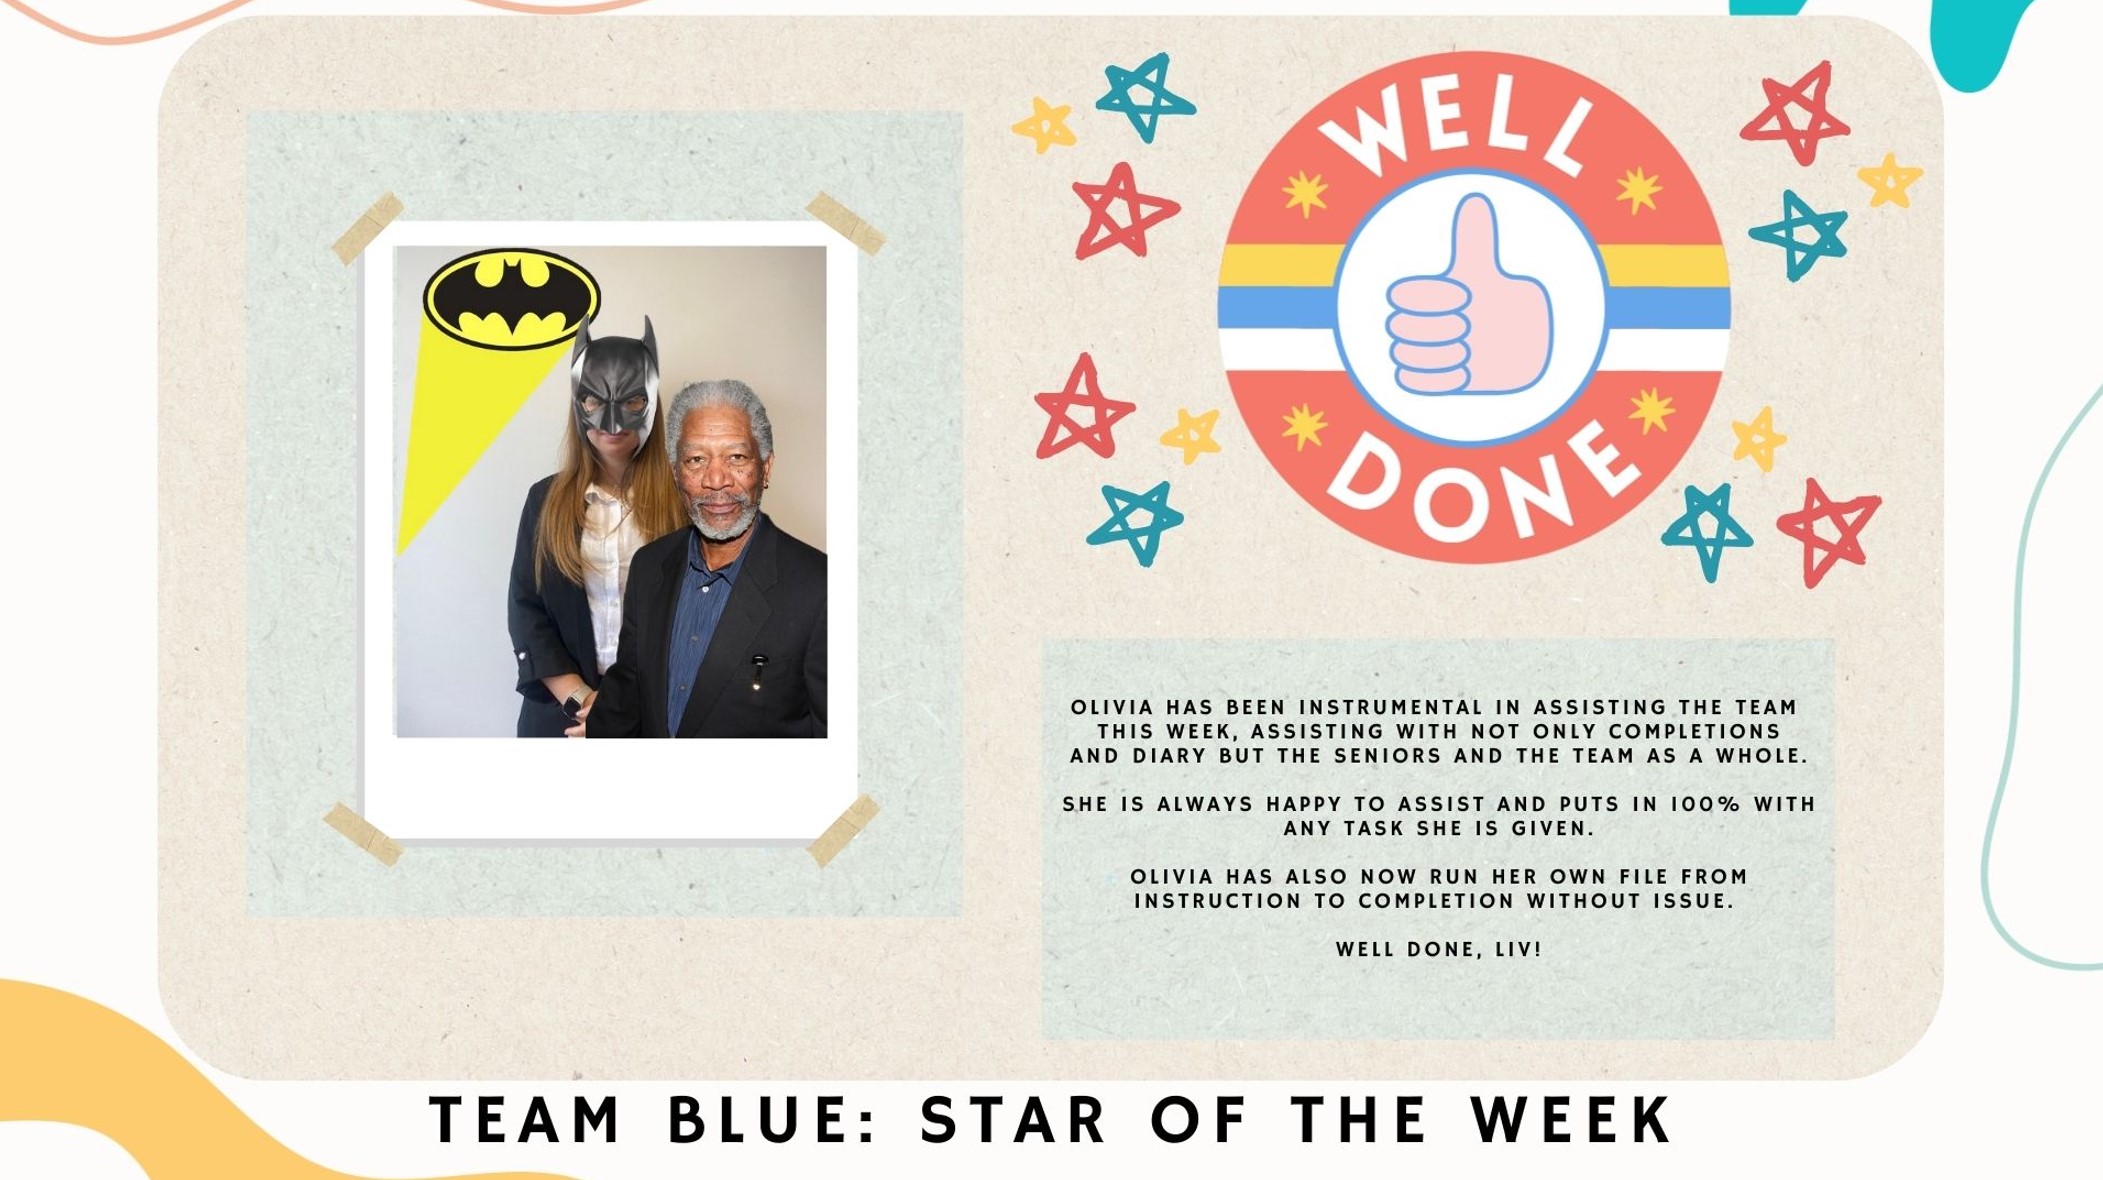 WELL
DONE
OLIVIA HAS BEEN INSTRUMENTAL IN ASSISTING THE TEAM
THIS WEEK, ASSISTING WITH NOT ONLY COMPLETIONS
AND DIARY BUT THE SENIORS AND THE TEAM AS A WHOLE.
SHE IS ALWAYS HAPPY TO ASSIST AND PUTS IN 100% WITH
ANY TASK SHE IS GIVEN.
OLIVIA HAS ALSO NOW RUN HER OWN FILE FROM
INSTRUCTION TO COMPLETION WITHOUT ISSUE.
WELL DONE, LIV!
TEAM BLUE: STAR OF THE WEEK